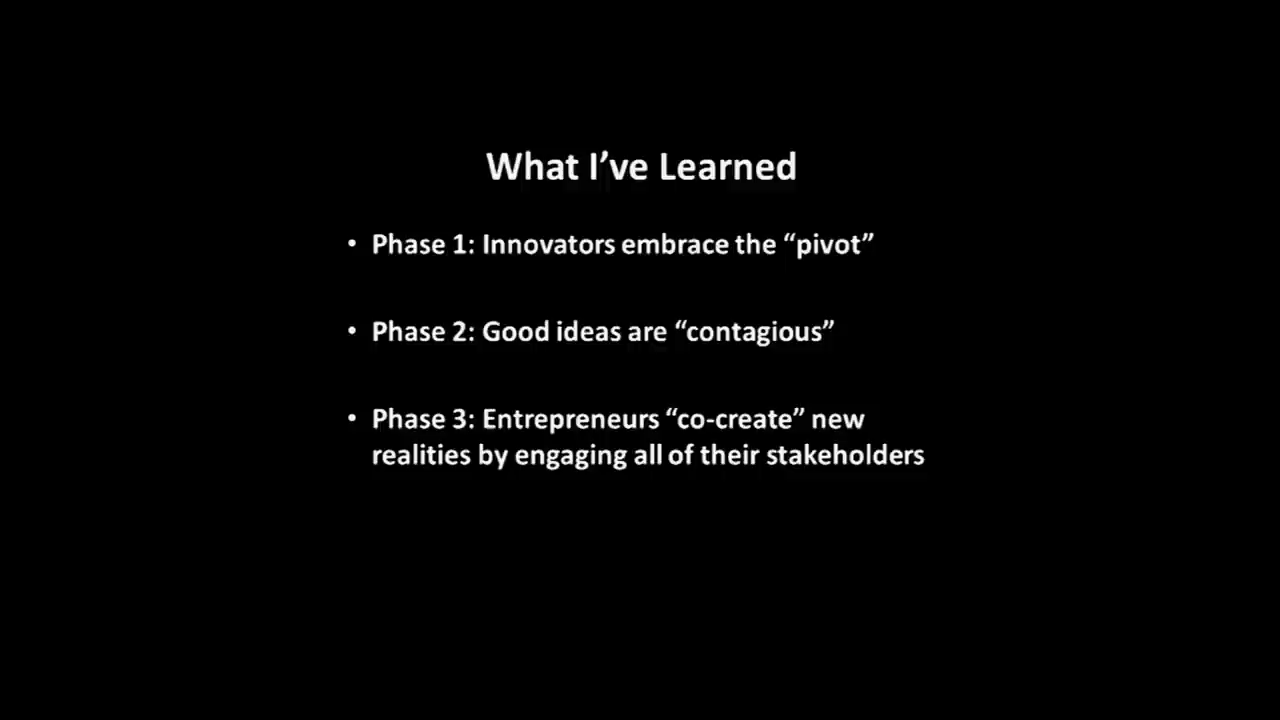 What I’ve Learned
• Phase 1: Innovators embrace the “pivot”
• Phase 2: Good ideas are “contagious”
• Phase 3: Entrepreneurs “co-create” new
realities by engaging all of their stakeholders